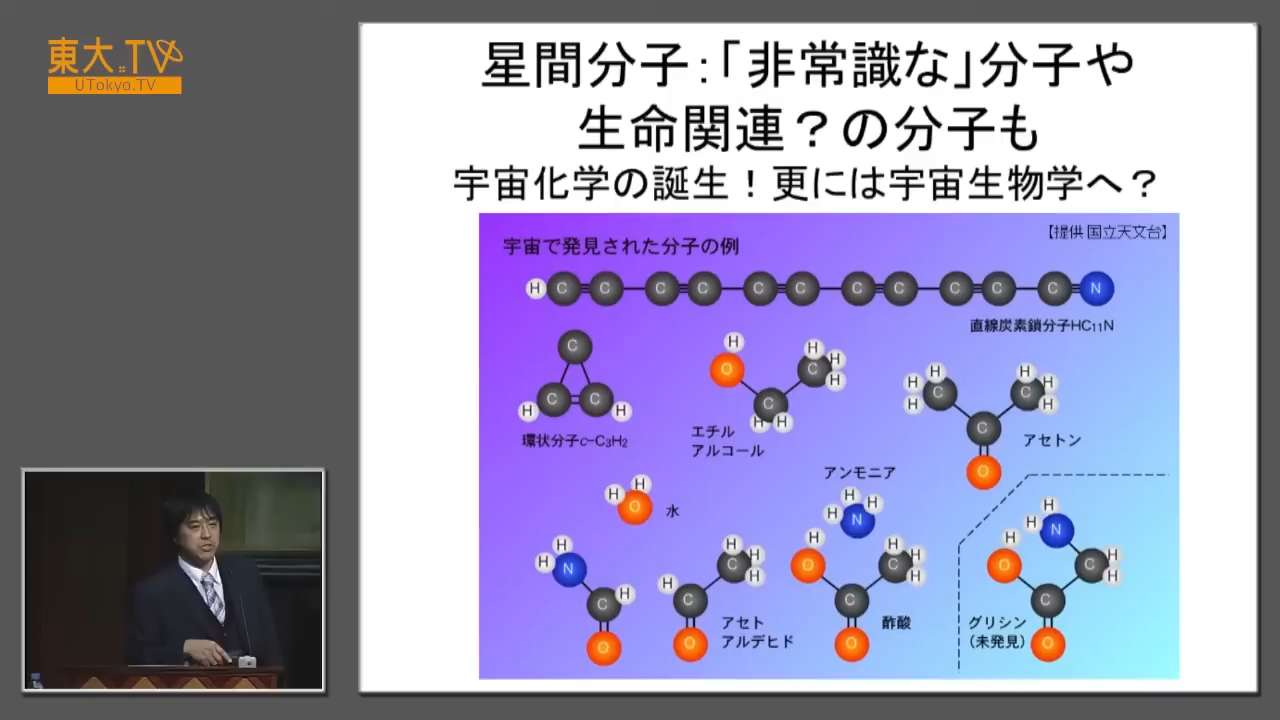 東大.TV
UTokyo.TV
星間分子:「非常識な」分子や
生命関連？の分子も
宇宙化学の誕生！更には宇宙生物学へ？
【提供 国立天文台】
宇宙で発見された分子の例
H C C C C C C C C C C C N
直線炭素鎖分子HC₁₁N
C
C C
H H
環状分子c-C₃H₂
H
O
C
H
H
H
C
H H
エチル
アルコール
H
H
H
C
H
H
H
C
C
O
アセトン
H H
O
水
アンモニア
H
H
H
N
H
H
N
C
H
O
H
C
O
C
H
H
H
アセト
アルデヒド
H
O
C
O
C
H
H
H
酢酸
H
H
N
H
O
C
H
H
C
O
グリシン
（未発見）